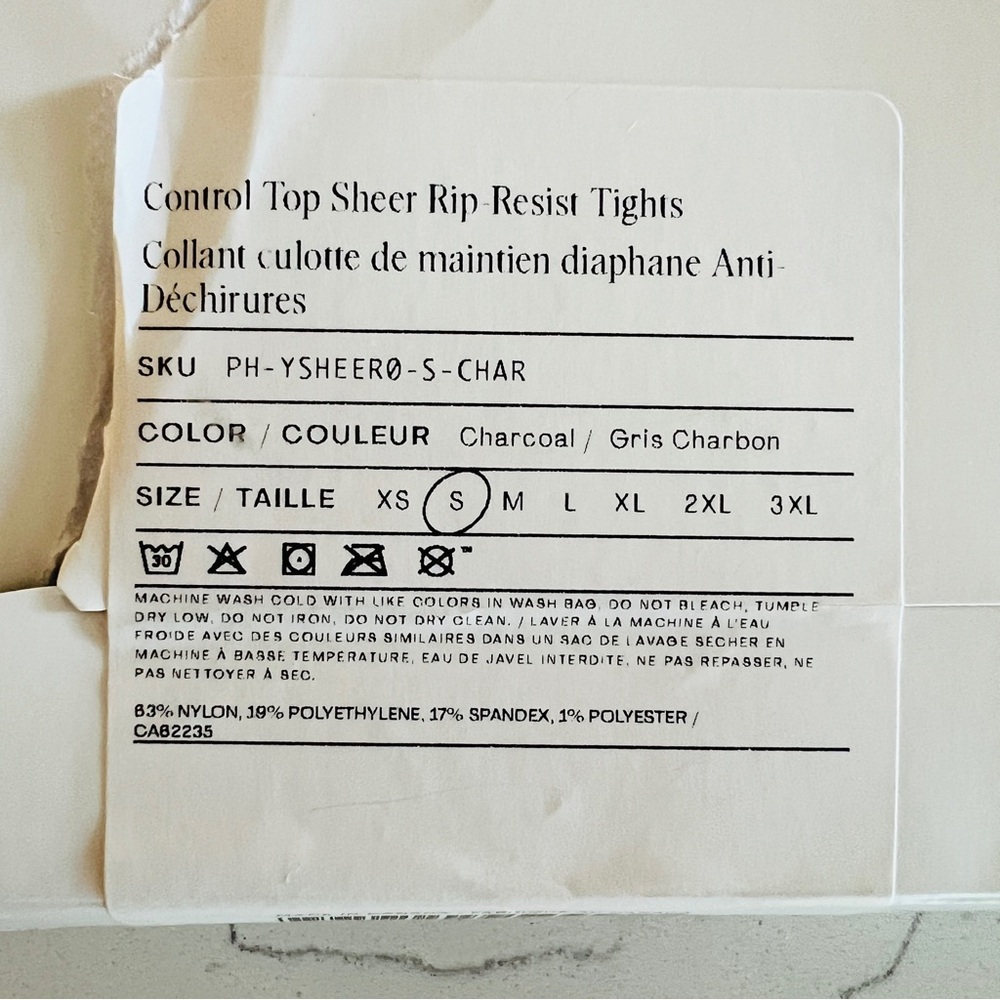 Control Top Sheer Rip-Resist Tights
Collant culotte de maintien diaphane Anti-
Déchirures
SKU PH-YSHEER0-S-CHAR
COLOR / COULEUR Charcoal / Gris Charbon
SIZE / TAILLE XS S M L XL 2XL 3XL
30 ™
MACHINE WASH COLD WITH LIKE COLORS IN WASH BAG, DO NOT BLEACH, TUMBLE
DRY LOW, DO NOT IRON, DO NOT DRY CLEAN. / LAVER À LA MACHINE À L'EAU
FROIDE AVEC DES COULEURS SIMILAIRES DANS UN SAC DE LAVAGE SECHER EN
MACHINE À BASSE TEMPERATURE, EAU DE JAVEL INTERDITE, NE PAS REPASSER, NE
PAS NETTOYER À SEC.
63% NYLON, 19% POLYETHYLENE, 17% SPANDEX, 1% POLYESTER /
CA62235